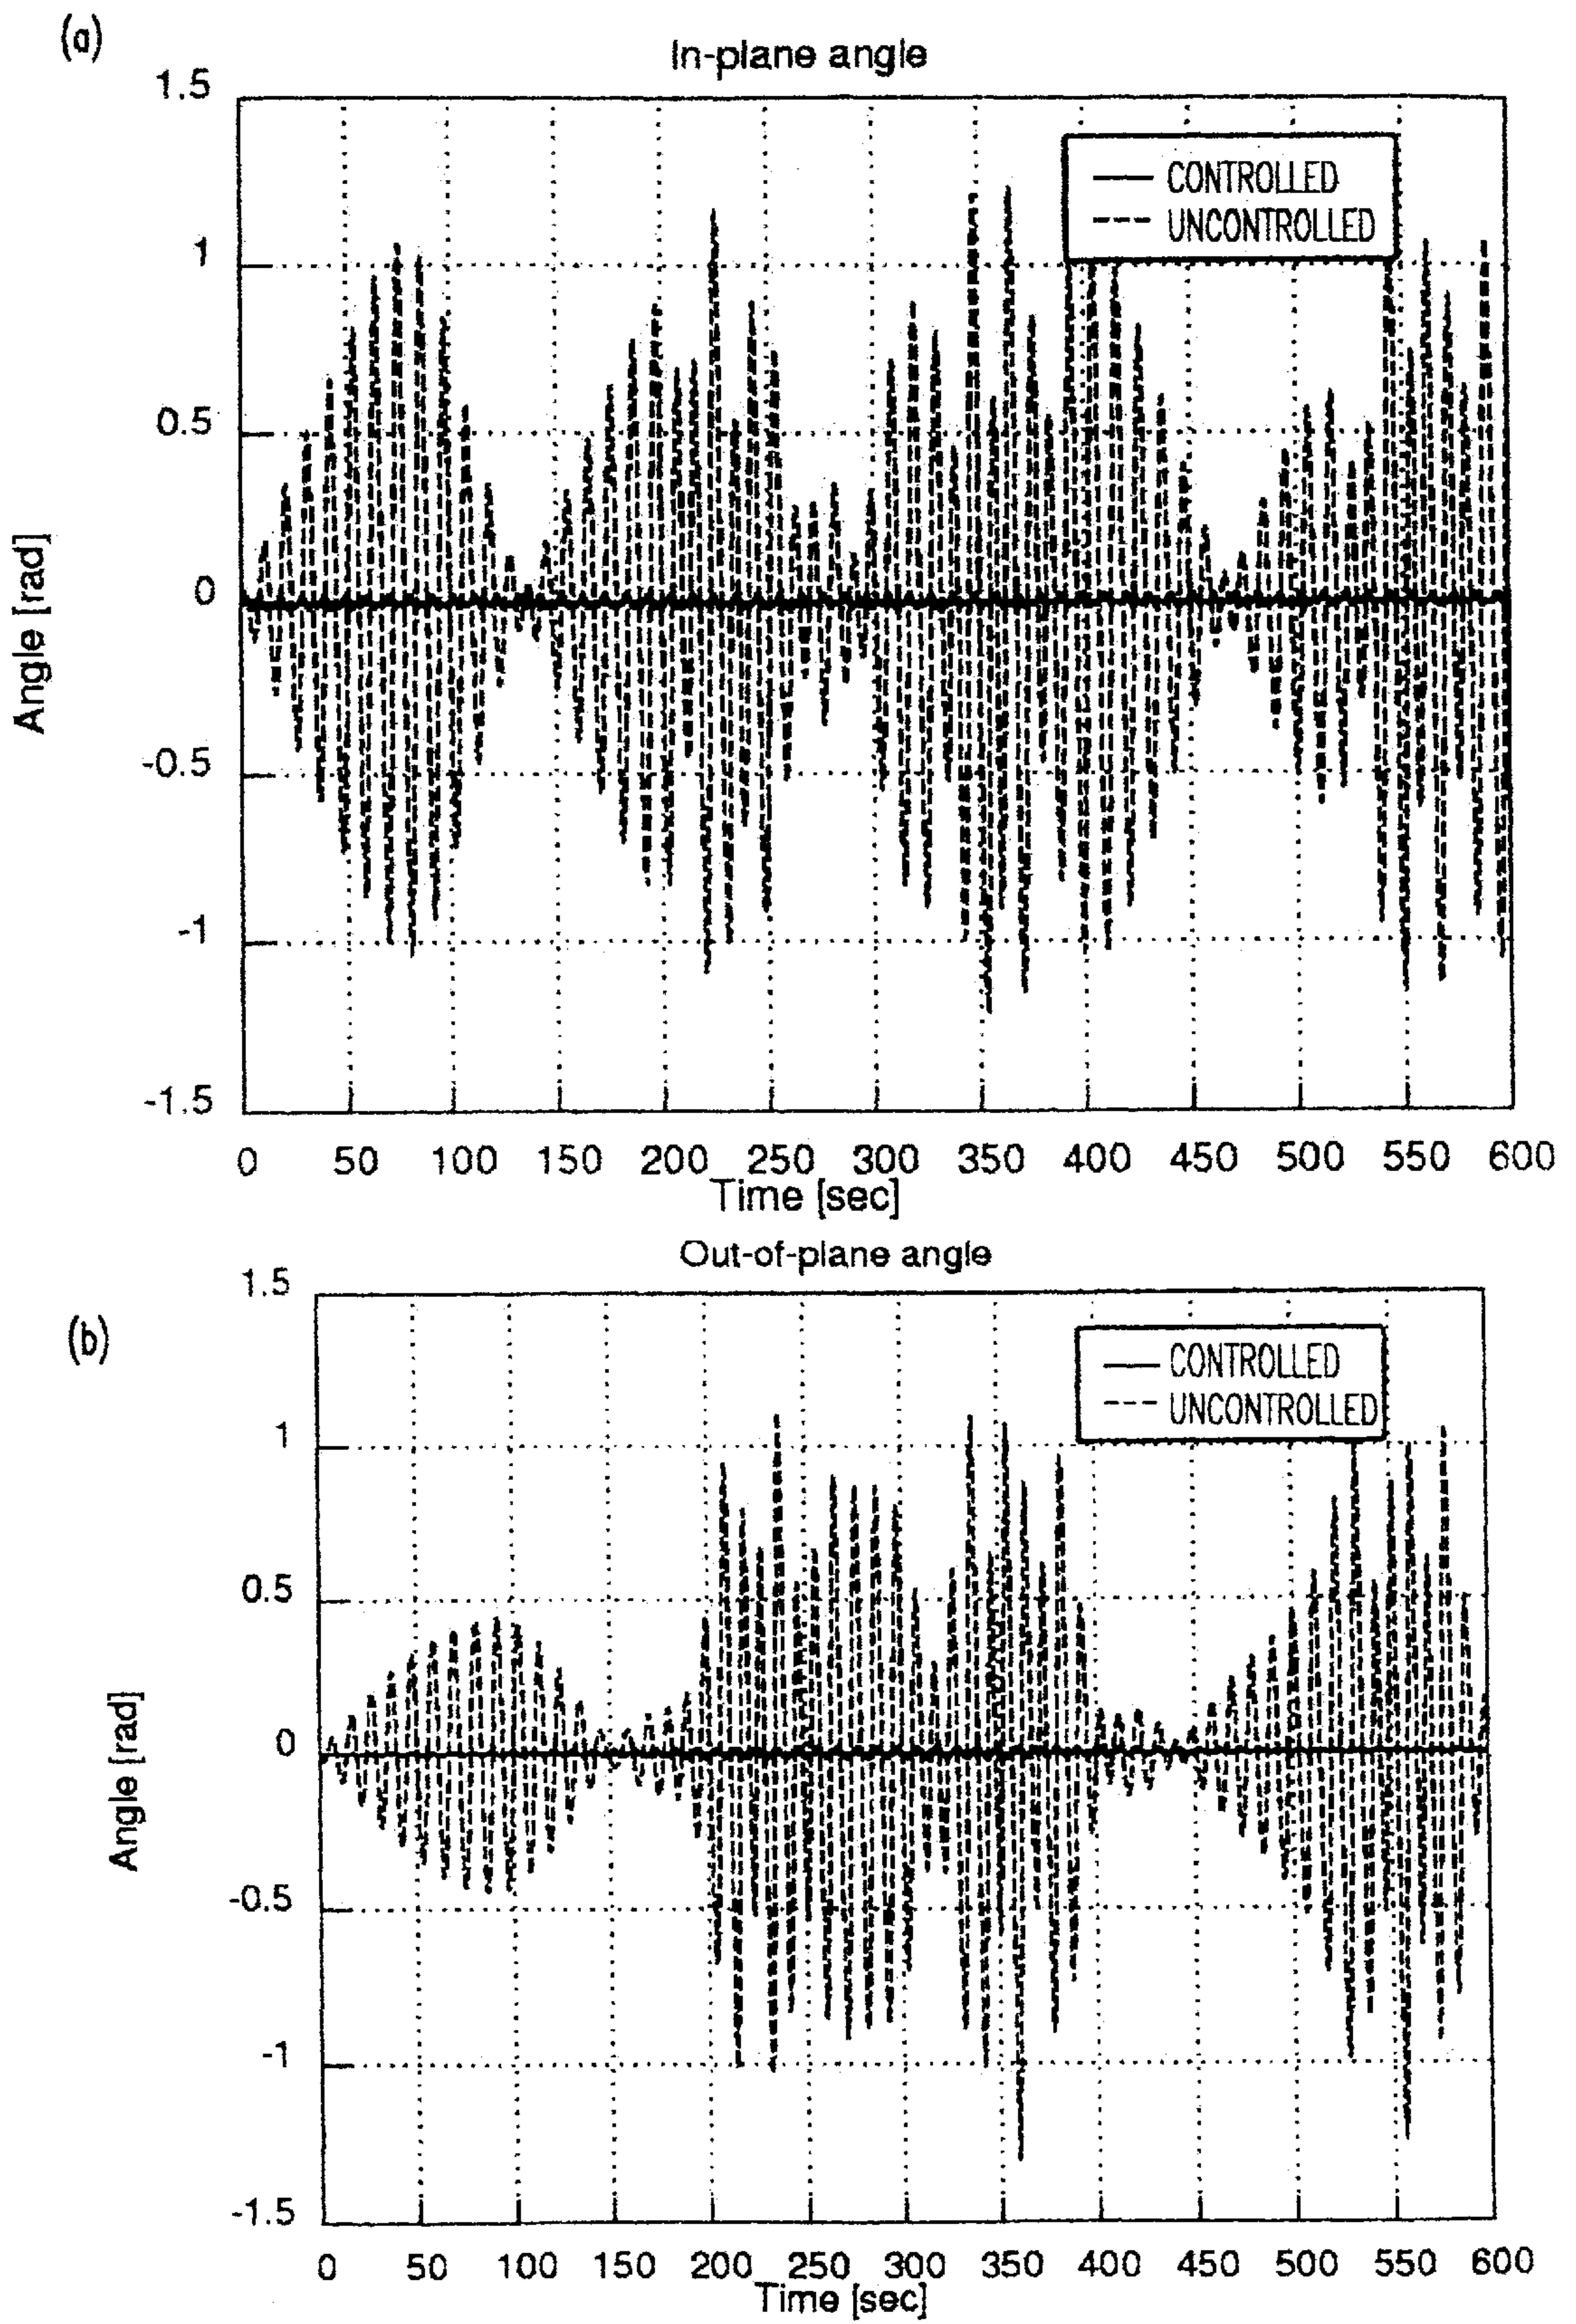 (a)
In-plane angle
1.5
1
0.5
0
-0.5
-1
-1.5
Angle [rad]
CONTROLLED
UNCONTROLLED
0 50 100 150 200 250 300 350 400 450 500 550 600
Time [sec]
(b)
Out-of-plane angle
1.5
1
0.5
0
-0.5
-1
-1.5
Angle [rad]
CONTROLLED
UNCONTROLLED
0 50 100 150 200 250 300 350 400 450 500 550 600
Time [sec]